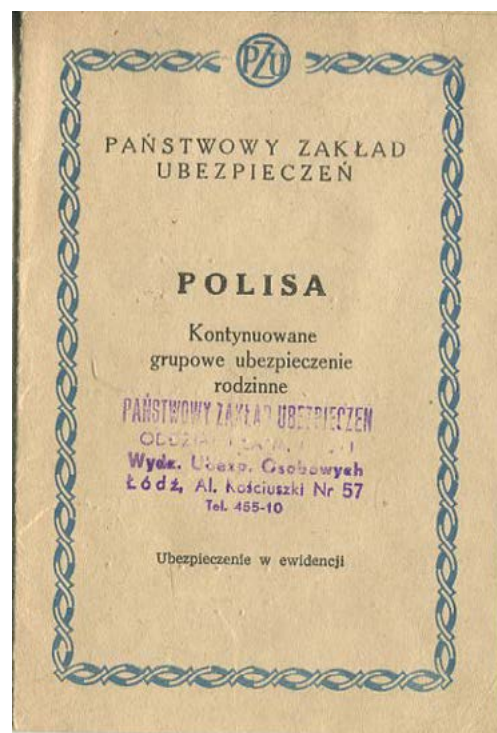 PZU
PAŃSTWOWY ZAKŁAD
UBEZPIECZEŃ
POLISA
Kontynuowane
grupowe ubezpieczenie
rodzinne
PAŃSTWOWY ZAKŁAD UBEZPIECZEŃ
Wydz. Ubezp. Osobowych
Łódź, Al. Kościuszki Nr 57
Tel. 455-10
Ubezpieczenie w ewidencji